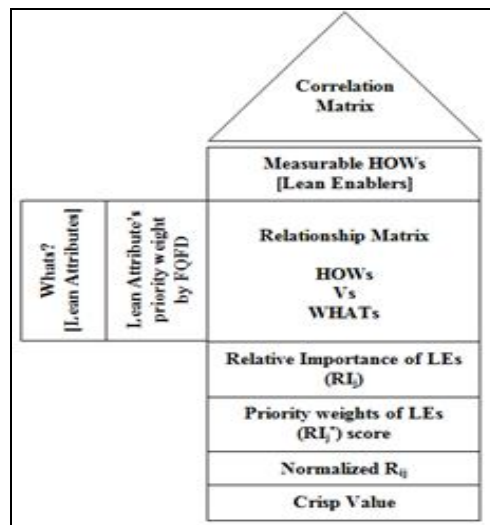 Correlation
Matrix
Measurable HOWs
[Lean Enablers]
Whats?
[Lean Attributes]
Lean Attribute's
priority weight
by FQFD
Relationship Matrix
HOWs
Vs
WHATs
Relative Importance of LEs
(RIj)
Priority weights of LEs
(RIj*) score
Normalized Rij
Crisp Value